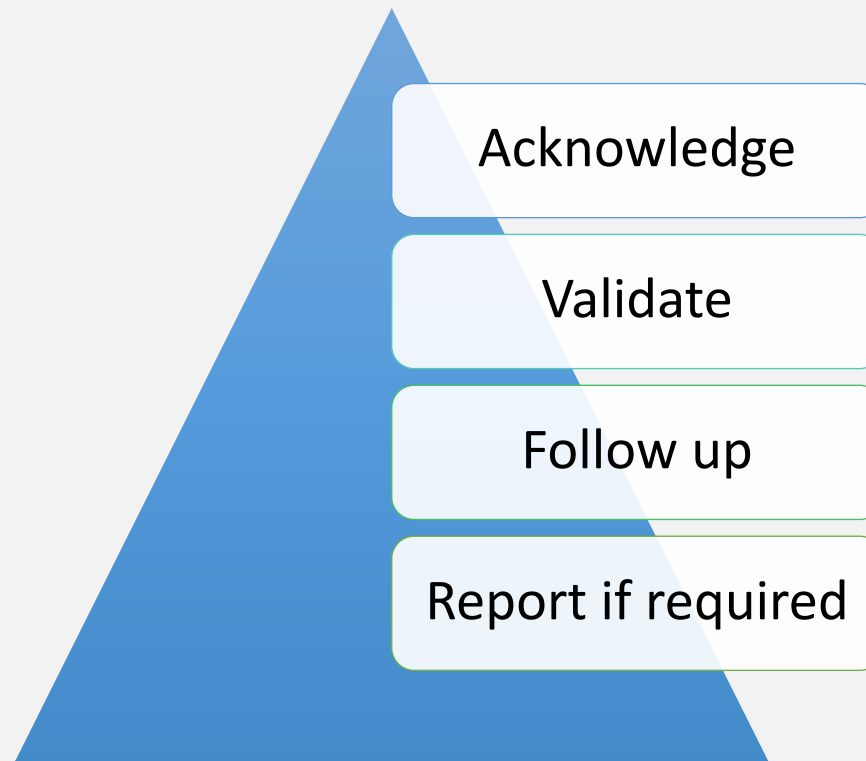 Acknowledge
Validate
Follow up
Report if required